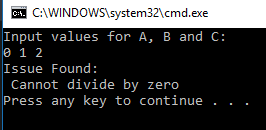 C:\WINDOWS\system32\cmd.exe
Input values for A, B and C:
0 1 2
Issue Found:
 Cannot divide by zero
Press any key to continue . . .